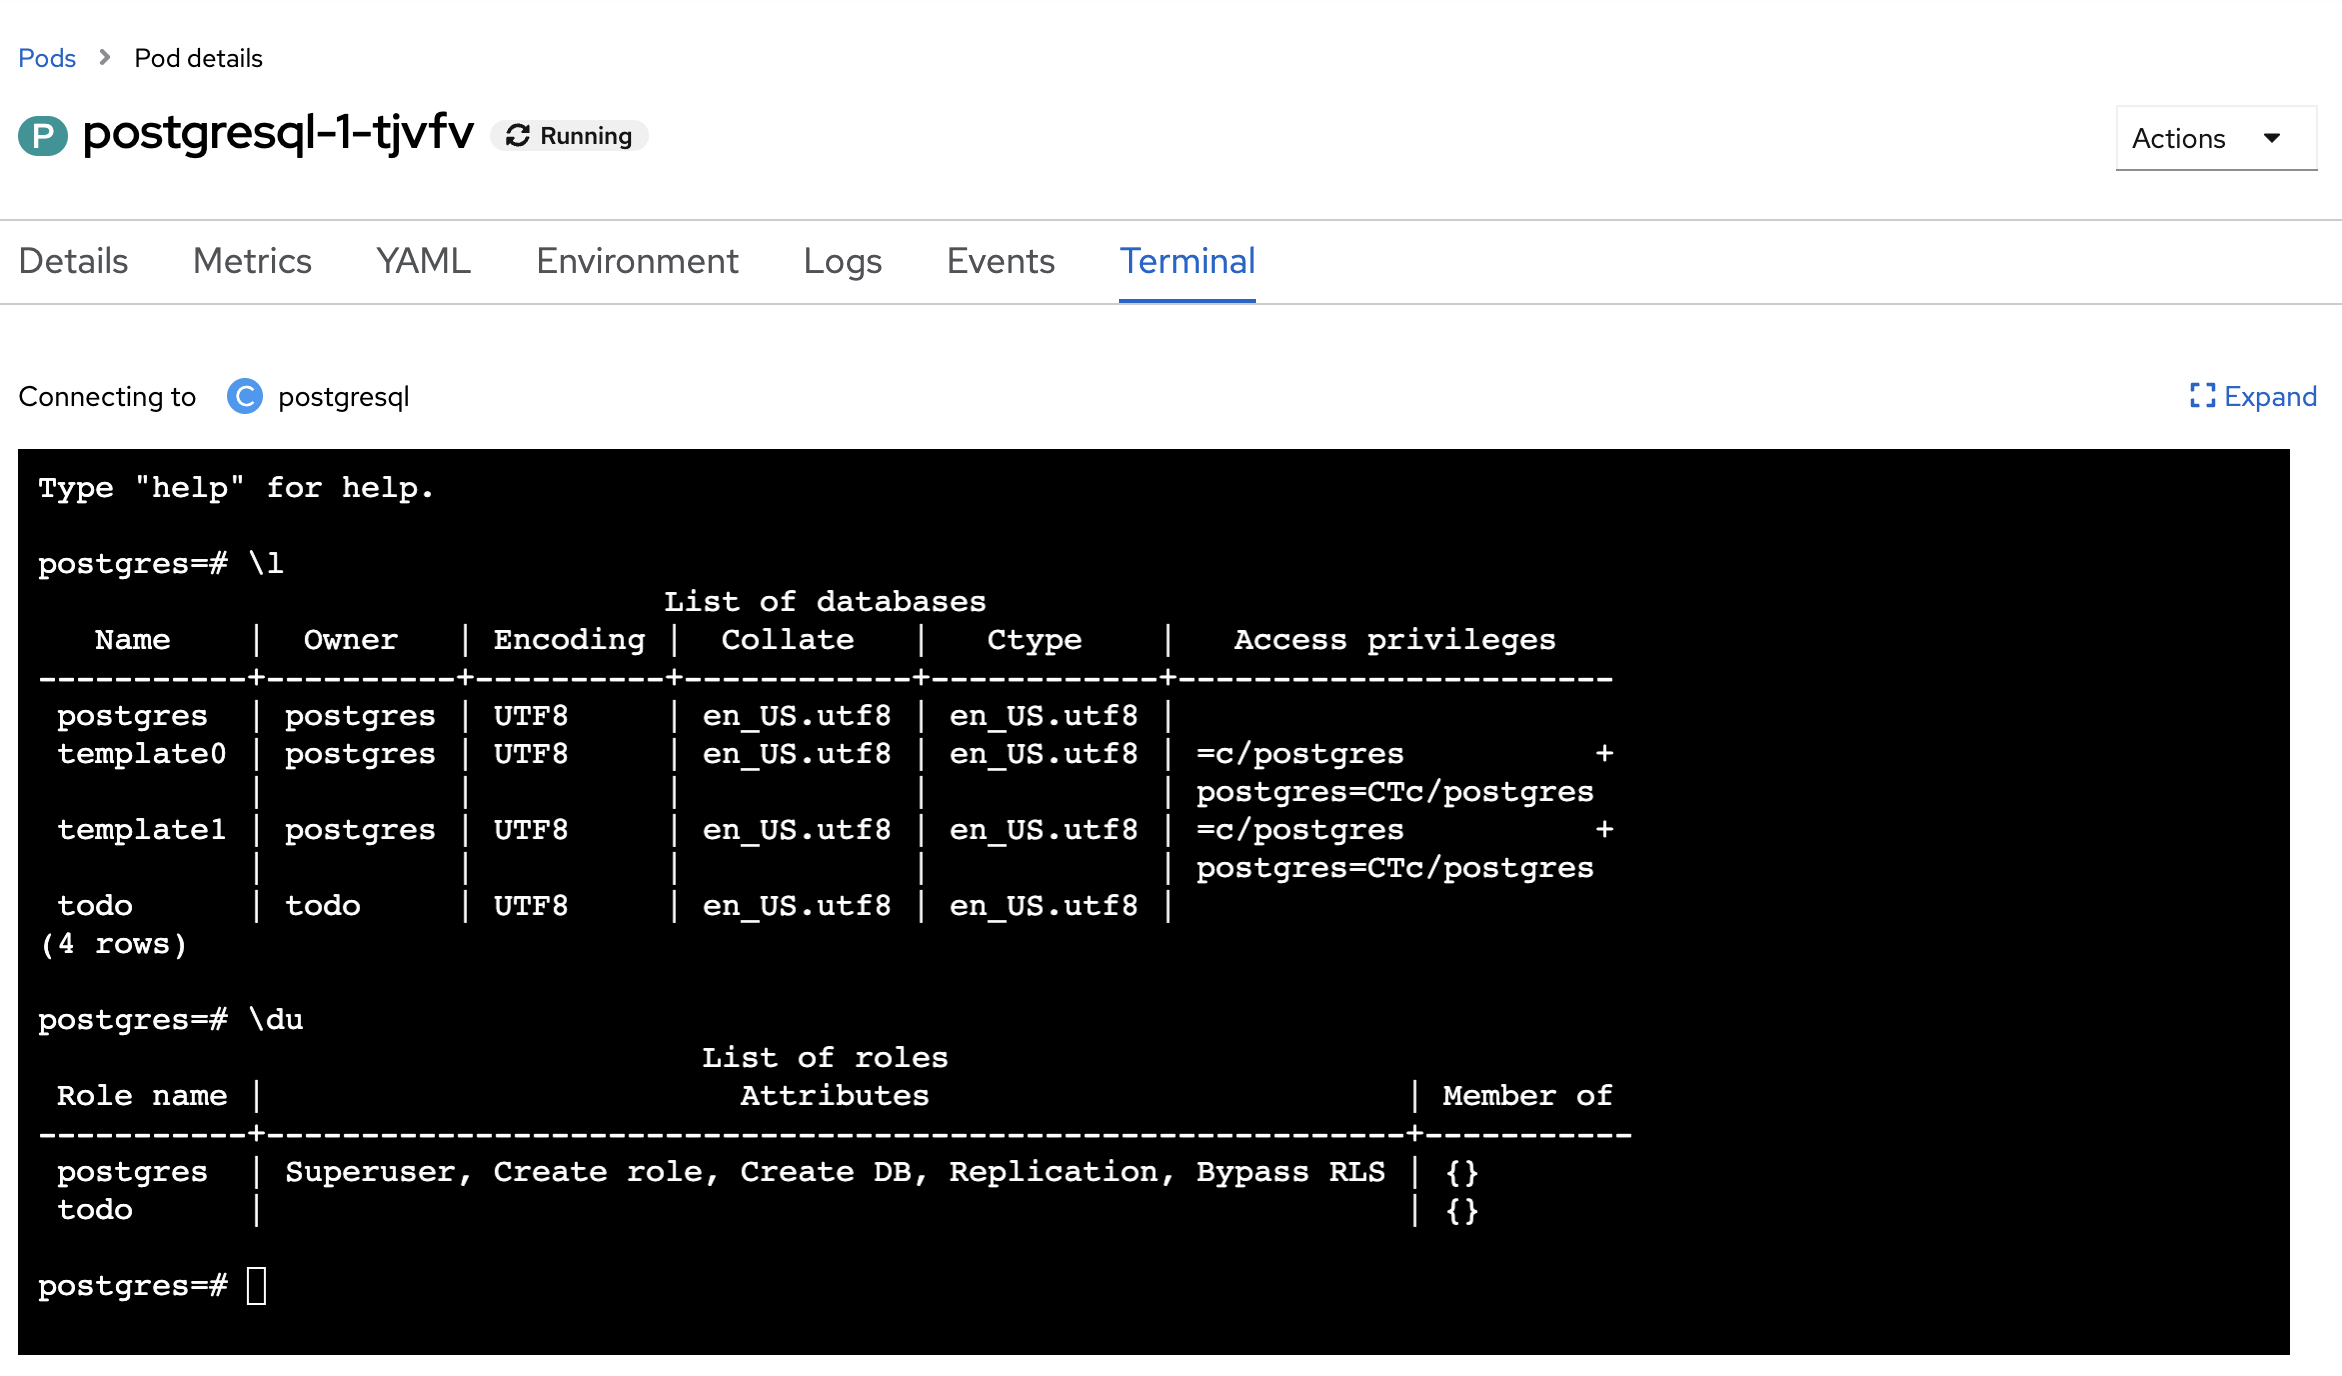 Pods > Pod details
P postgresql-1-tjvfv Running
Actions
Details Metrics YAML Environment Logs Events Terminal
Connecting to C postgresql
Expand
Type "help" for help.
postgres=# \l
                                 List of databases
   Name    |  Owner   | Encoding |  Collate   |   Ctype    |   Access privileges
-----------+----------+----------+------------+------------+-----------------------
 postgres  | postgres | UTF8     | en_US.utf8 | en_US.utf8 |
 template0 | postgres | UTF8     | en_US.utf8 | en_US.utf8 | =c/postgres          +
           |          |          |            |            | postgres=CTc/postgres
 template1 | postgres | UTF8     | en_US.utf8 | en_US.utf8 | =c/postgres          +
           |          |          |            |            | postgres=CTc/postgres
 todo      | todo     | UTF8     | en_US.utf8 | en_US.utf8 |
(4 rows)
postgres=# \du
                                   List of roles
 Role name |                         Attributes                         | Member of
-----------+------------------------------------------------------------+-----------
 postgres  | Superuser, Create role, Create DB, Replication, Bypass RLS | {}
 todo      |                                                            | {}
postgres=#